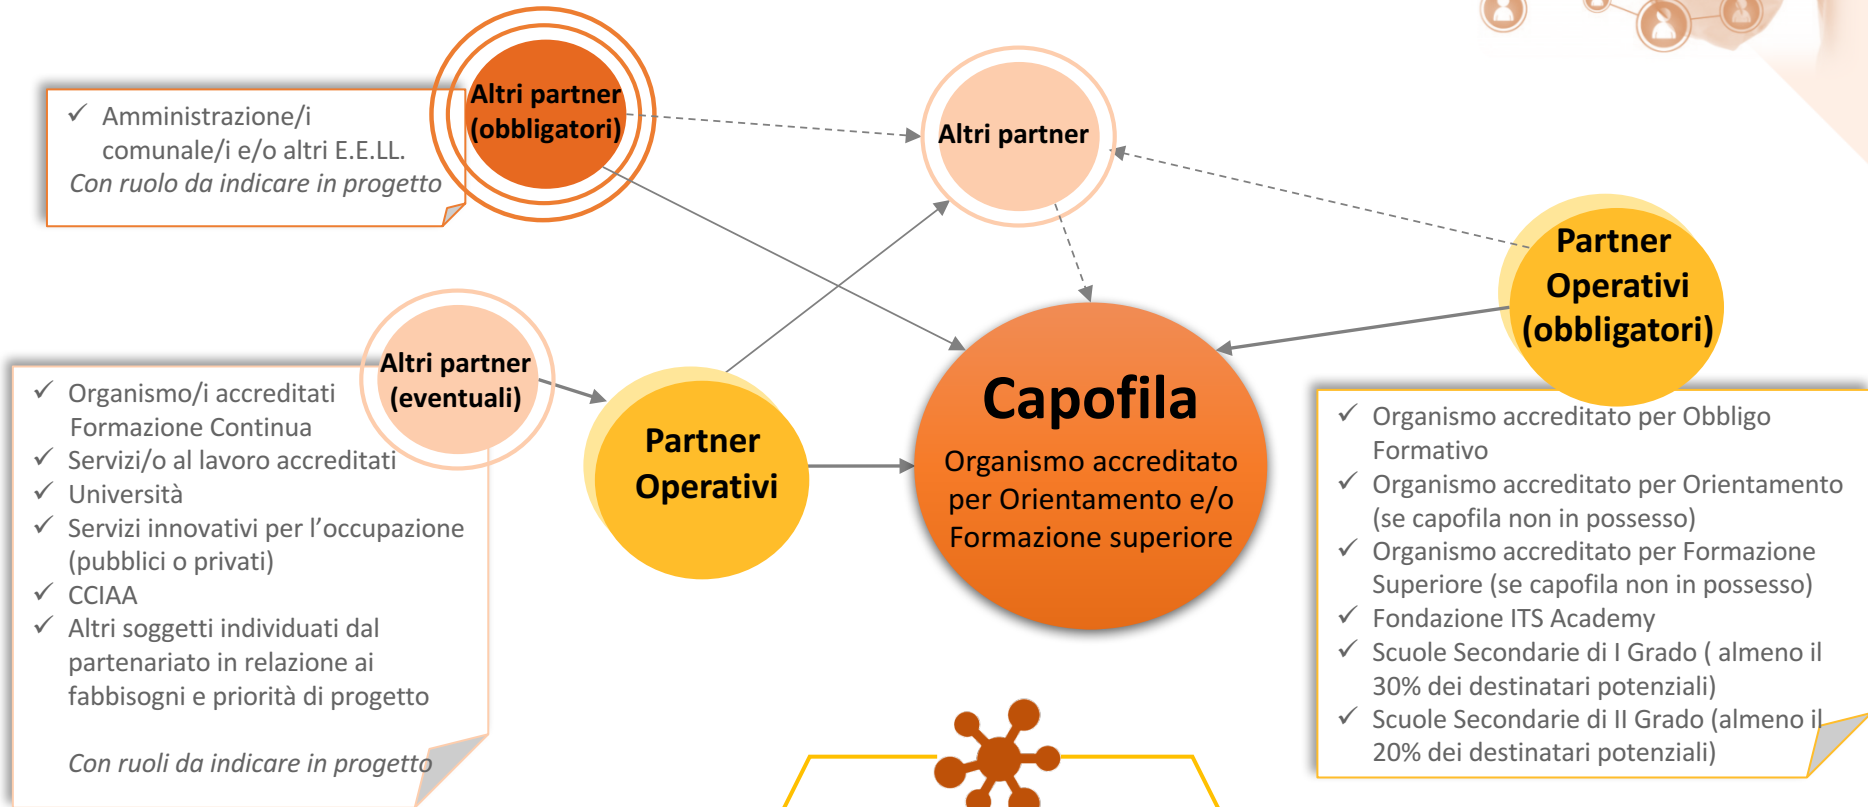 Altri partner
(obbligatori)
✓ Amministrazione/i
comunale/i e/o altri E.E.LL.
Con ruolo da indicare in progetto
Altri partner
Partner
Operativi
(obbligatori)
Altri partner
(eventuali)
✓ Organismo/i accreditati
Formazione Continua
✓ Servizi/o al lavoro accreditati
✓ Università
✓ Servizi innovativi per l’occupazione
(pubblici o privati)
✓ CCIAA
✓ Altri soggetti individuati dal
partenariato in relazione ai
fabbisogni e priorità di progetto
Con ruoli da indicare in progetto
Partner
Operativi
Capofila
Organismo accreditato
per Orientamento e/o
Formazione superiore
✓ Organismo accreditato per Obbligo
Formativo
✓ Organismo accreditato per Orientamento
(se capofila non in possesso)
✓ Organismo accreditato per Formazione
Superiore (se capofila non in possesso)
✓ Fondazione ITS Academy
✓ Scuole Secondarie di I Grado ( almeno il
30% dei destinatari potenziali)
✓ Scuole Secondarie di II Grado (almeno il
20% dei destinatari potenziali)